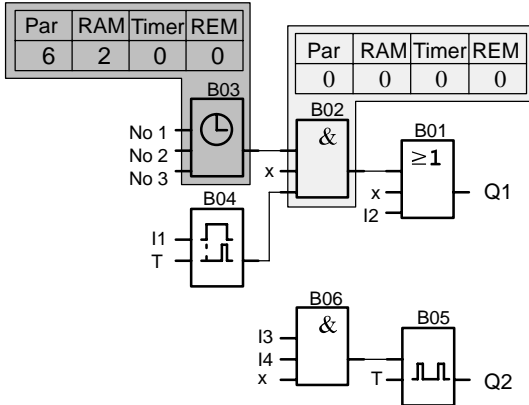 Par RAM Timer REM
6 2 0 0
Par RAM Timer REM
0 0 0 0
B03
No 1
No 2
No 3
B02
&
x
B01
≥1
x
I2
Q1
B04
I1
T
B06
&
I3
I4
x
B05
T
Q2